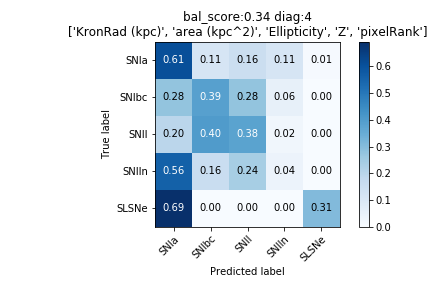 bal_score:0.34 diag:4
['KronRad (kpc)', 'area (kpc^2)', 'Ellipticity', 'Z', 'pixelRank']
True label
SNIa 0.61 0.11 0.16 0.11 0.01
SNIbc 0.28 0.39 0.28 0.06 0.00
SNII 0.20 0.40 0.38 0.02 0.00
SNIIn 0.56 0.16 0.24 0.04 0.00
SLSNe 0.69 0.00 0.00 0.00 0.31
SNIa SNIbc SNII SNIIn SLSNe
Predicted label
0.6
0.5
0.4
0.3
0.2
0.1
0.0